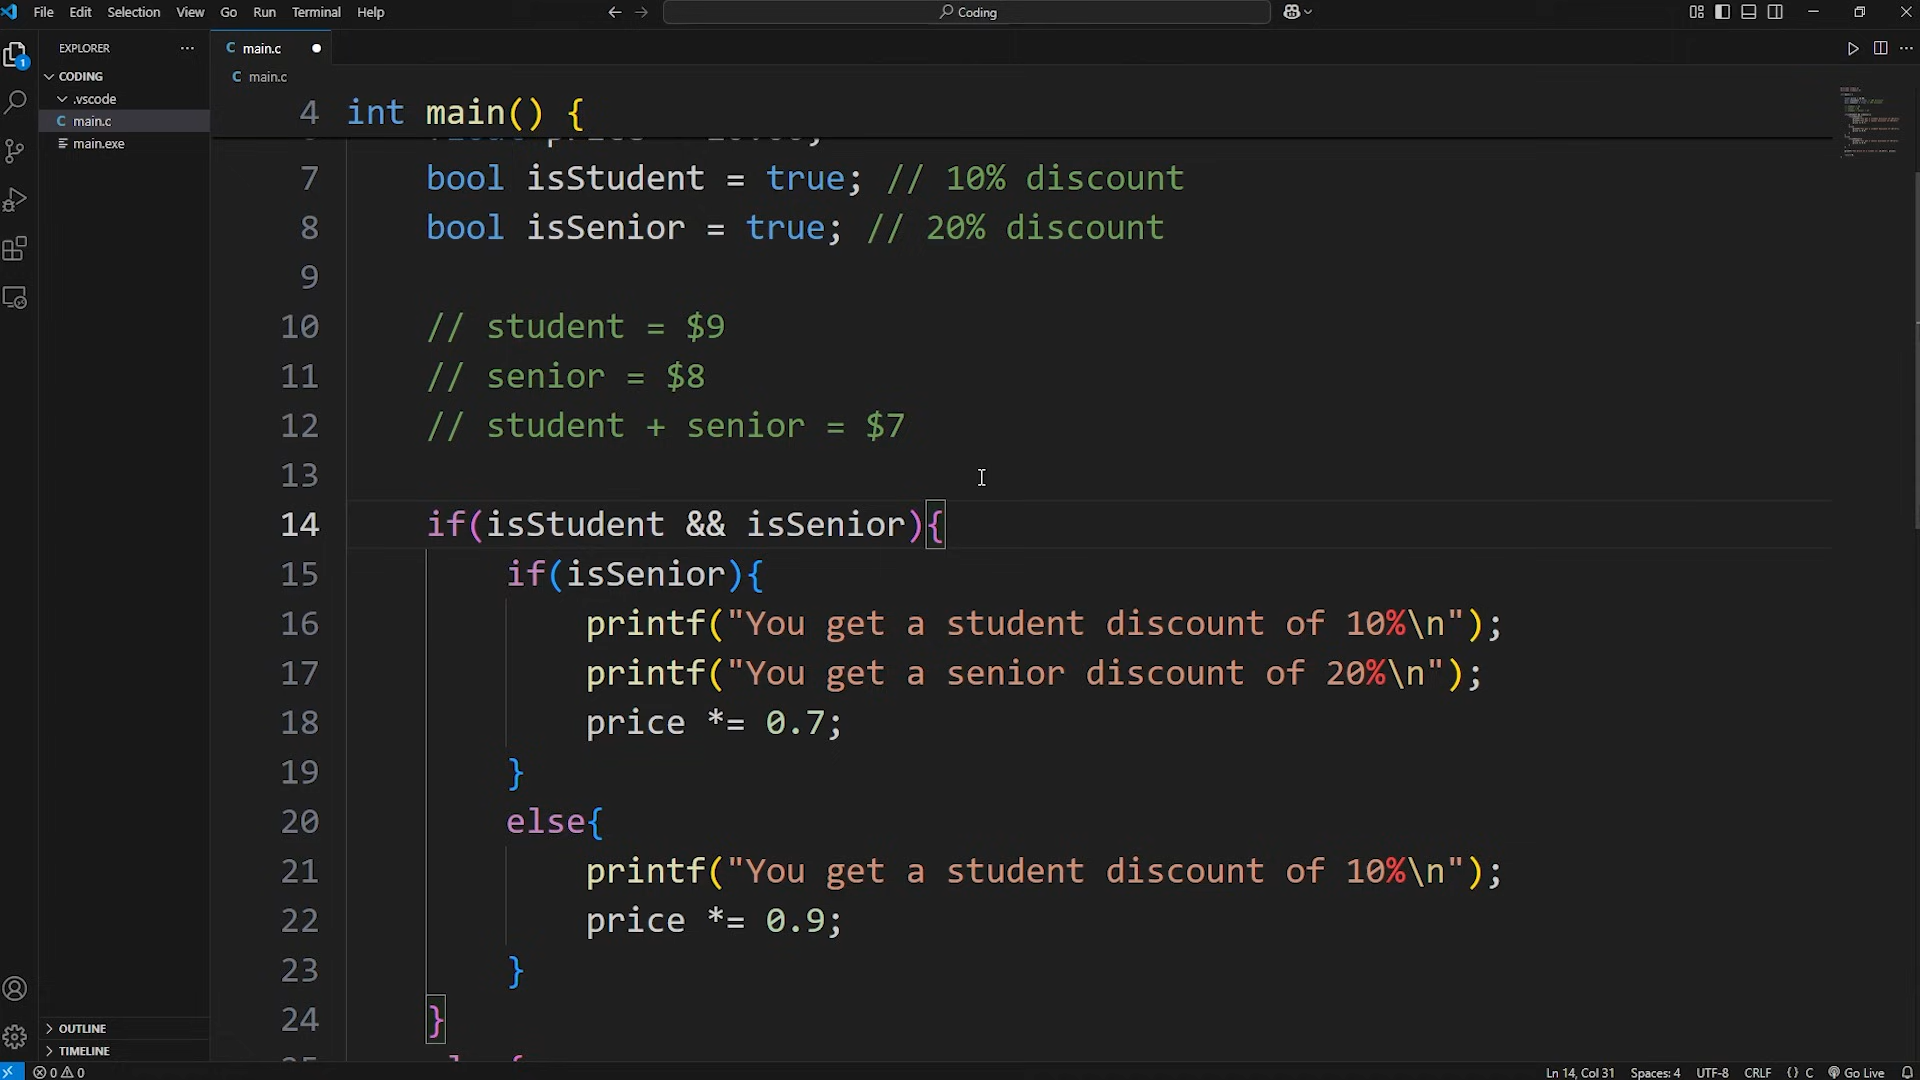 File Edit Selection View Go Run Terminal Help
Coding
EXPLORER
main.c
CODING
.vscode
main.c
main.exe
main.c
4 int main() {
7 bool isStudent = true; // 10% discount
8 bool isSenior = true; // 20% discount
9
10 // student = $9
11 // senior = $8
12 // student + senior = $7
13
14 if(isStudent && isSenior){
15 if(isSenior){
16 printf("You get a student discount of 10%\n");
17 printf("You get a senior discount of 20%\n");
18 price *= 0.7;
19 }
20 else{
21 printf("You get a student discount of 10%\n");
22 price *= 0.9;
23 }
24 }
OUTLINE
TIMELINE
0 0
Ln 14, Col 31 Spaces: 4 UTF-8 CRLF {} C Go Live